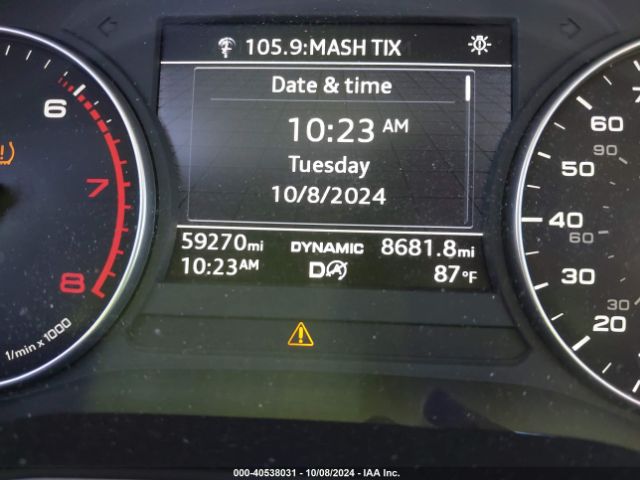 105.9:MASH TIX
Date & time
10:23 AM
Tuesday
10/8/2024
59270mi DYNAMIC 8681.8mi
10:23AM D A 87°F
6
7
8
1/min x 1000
60
90
50
40
60
30
30
20
000-40538031 - 10/08/2024 - IAA Inc.